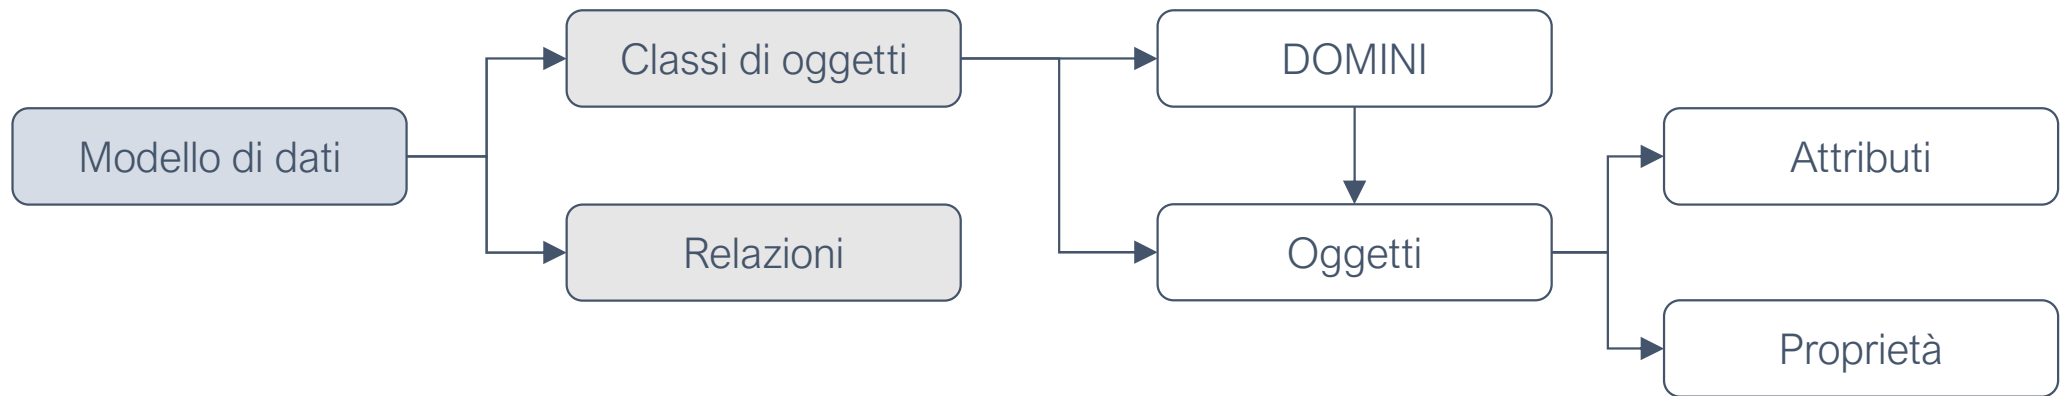 Modello di dati
Classi di oggetti
Relazioni
DOMINI
Oggetti
Attributi
Proprietà